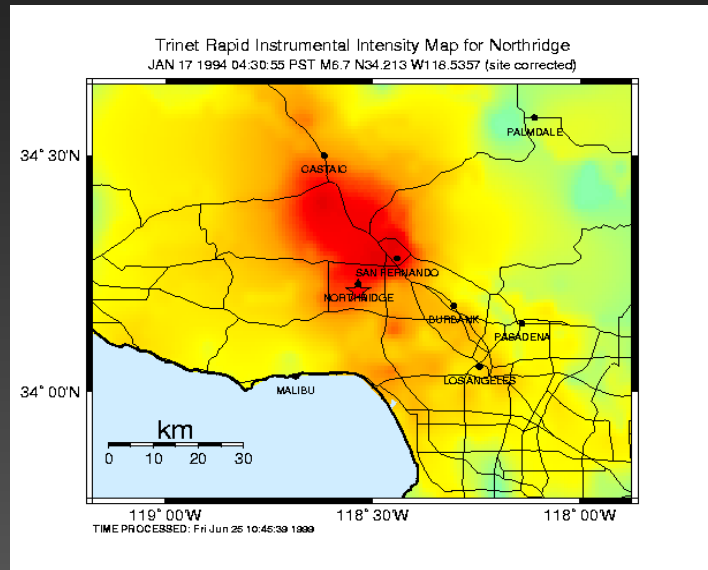 Trinet Rapid Instrumental Intensity Map for Northridge
JAN 17 1994 04:30:55 PST M6.7 N34.213 W118.5357 (site corrected)
PALMDALE
34° 30'N
CASTAIC
SAN FERNANDO
NORTHRIDGE
BURBANK
PASADENA
LOS ANGELES
34° 00'N
MALIBU
km
0 10 20 30
119° 00'W 118° 30'W 118° 00'W
TIME PROCESSED: Fri Jun 25 10:45:39 1999